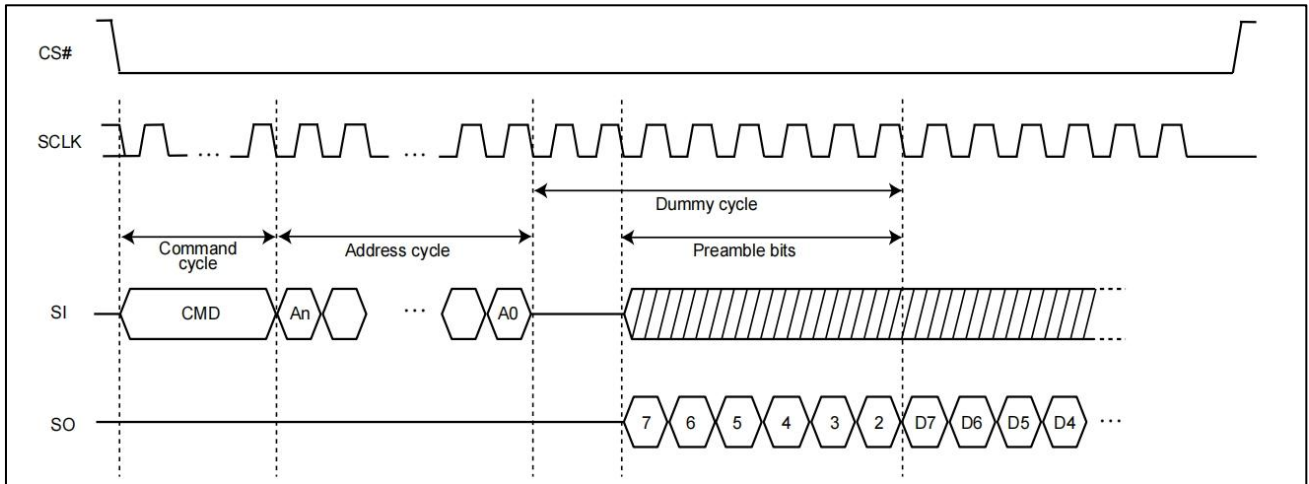 CS#
SCLK
... ...
Dummy cycle
Command
cycle
Address cycle
Preamble bits
SI
CMD
An
...
A0
...
SO
7 6 5 4 3 2 D7 D6 D5 D4 ...